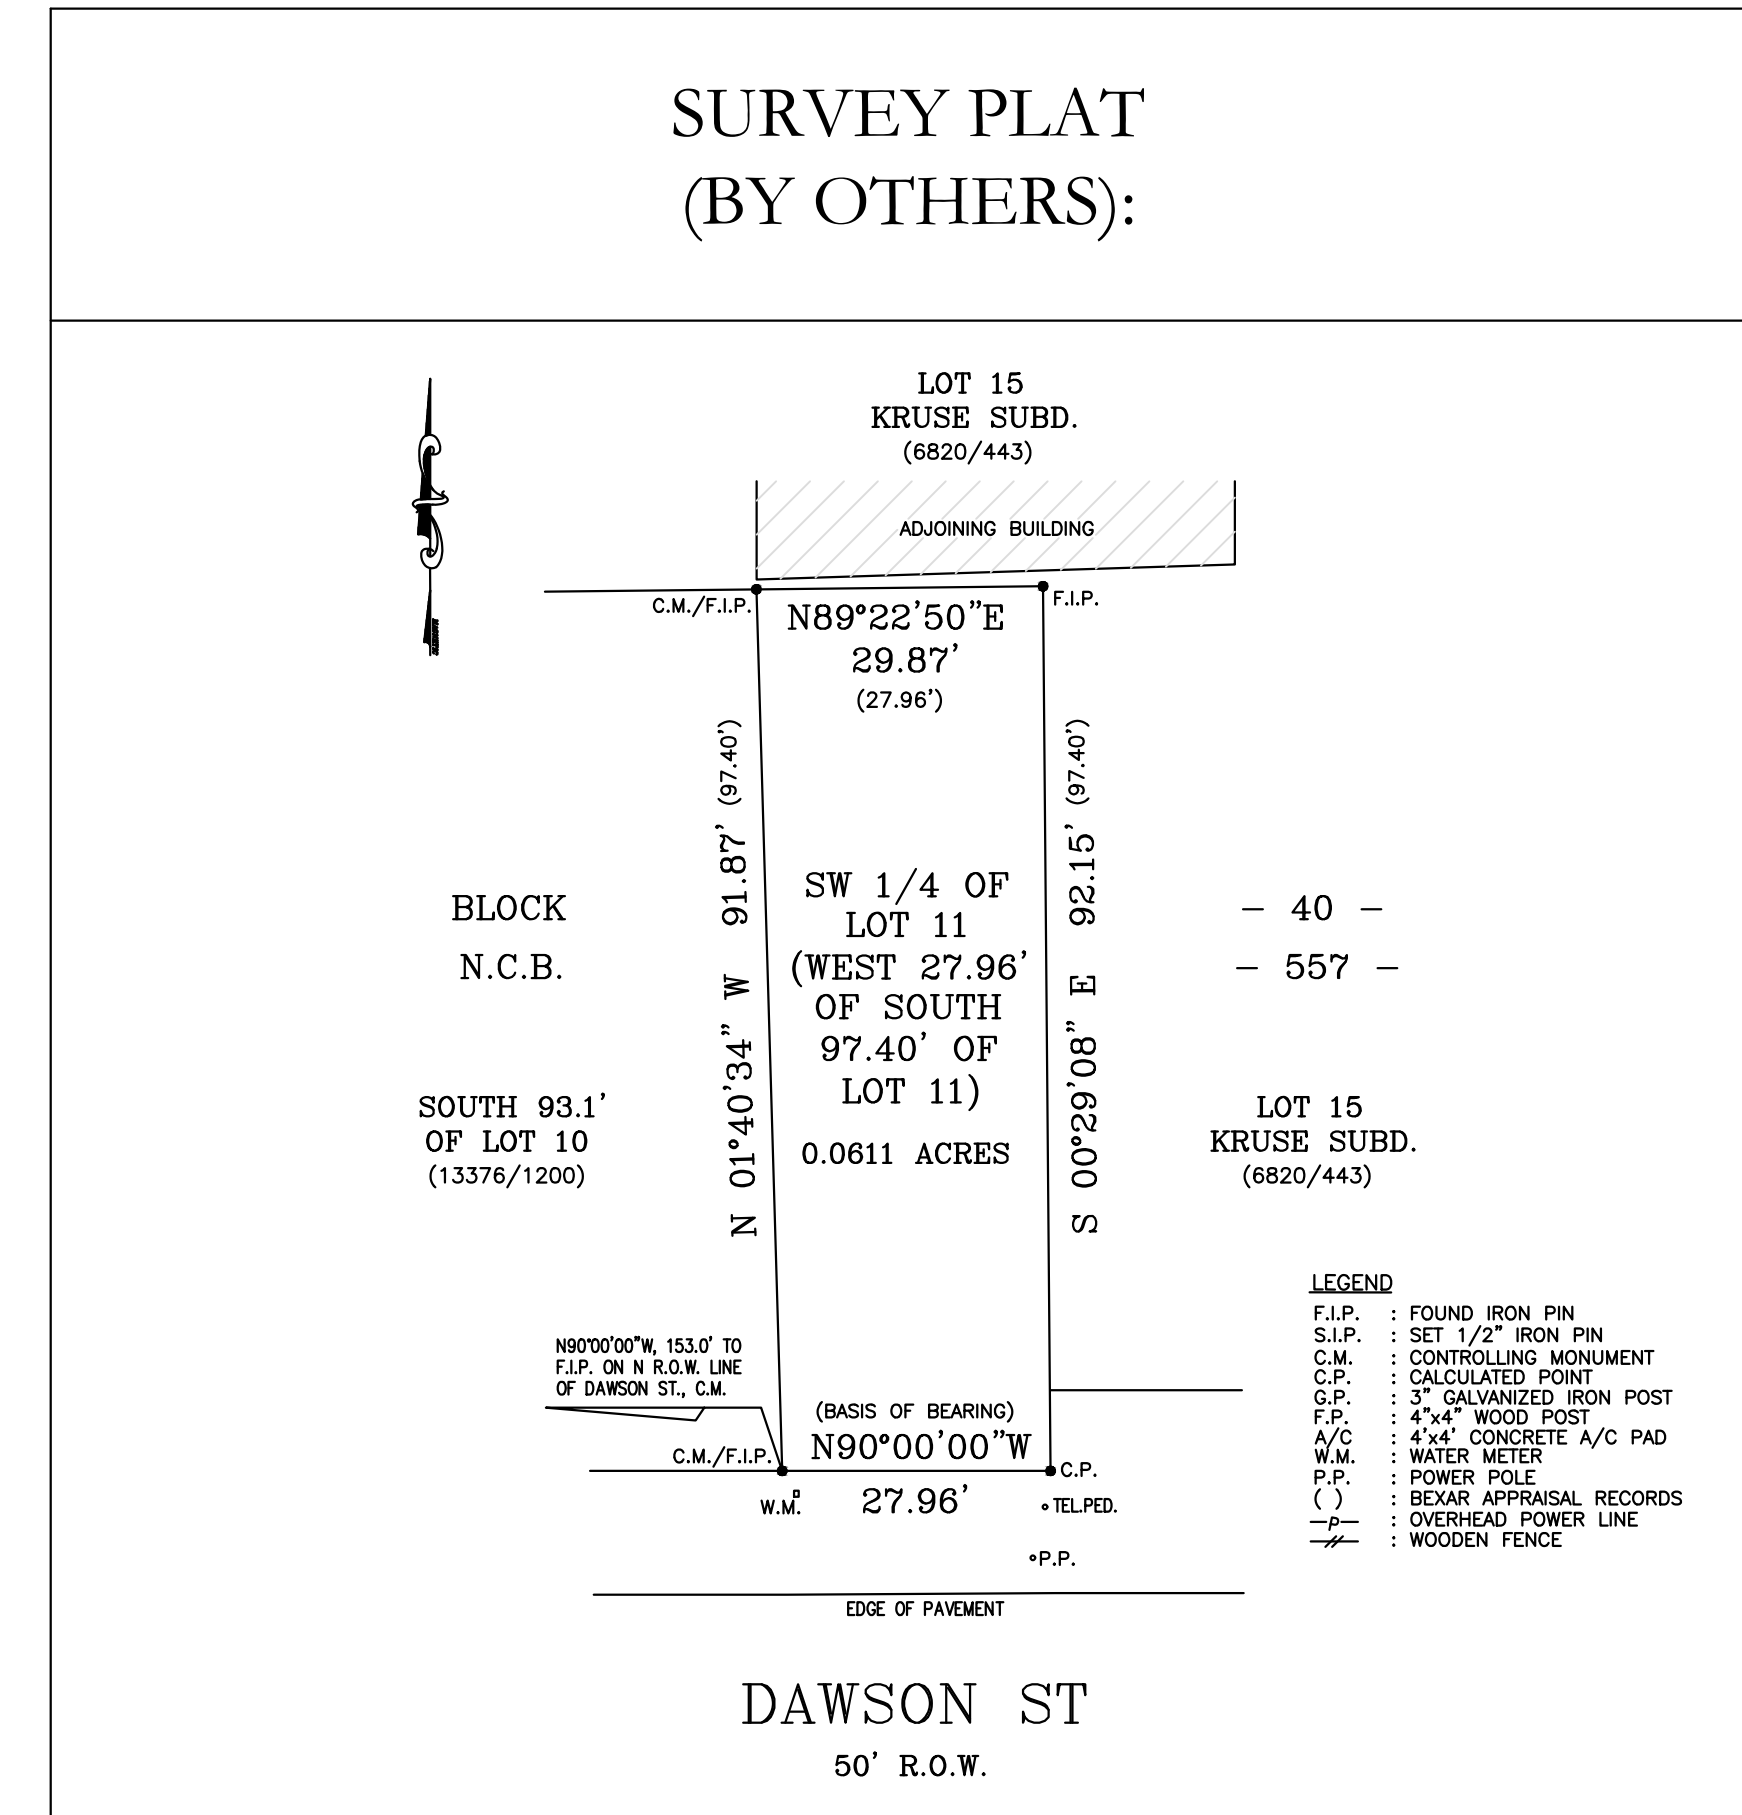 SURVEY PLAT
(BY OTHERS):
LOT 15
KRUSE SUBD.
(6820/443)
ADJOINING BUILDING
C.M./F.I.P.
F.I.P.
N89°22'50"E
29.87'
(27.96')
N 01°40'34" W 91.87' (97.40')
S 00°29'08" E 92.15' (97.40')
SW 1/4 OF
LOT 11
(WEST 27.96'
OF SOUTH
97.40' OF
LOT 11)
0.0611 ACRES
BLOCK - 40 -
N.C.B. - 557 -
SOUTH 93.1'
OF LOT 10
(13376/1200)
LOT 15
KRUSE SUBD.
(6820/443)
N90°00'00"W, 153.0' TO
F.I.P. ON N R.O.W. LINE
OF DAWSON ST., C.M.
(BASIS OF BEARING)
N90°00'00"W
C.M./F.I.P.
C.P.
27.96'
W.M.
TEL.PED.
P.P.
EDGE OF PAVEMENT
DAWSON ST
50' R.O.W.
LEGEND
F.I.P. : FOUND IRON PIN
S.I.P. : SET 1/2" IRON PIN
C.M. : CONTROLLING MONUMENT
C.P. : CALCULATED POINT
G.P. : 3" GALVANIZED IRON POST
F.P. : 4"x4" WOOD POST
A/C : 4'x4' CONCRETE A/C PAD
W.M. : WATER METER
P.P. : POWER POLE
( ) : BEXAR APPRAISAL RECORDS
—P— : OVERHEAD POWER LINE
—//— : WOODEN FENCE